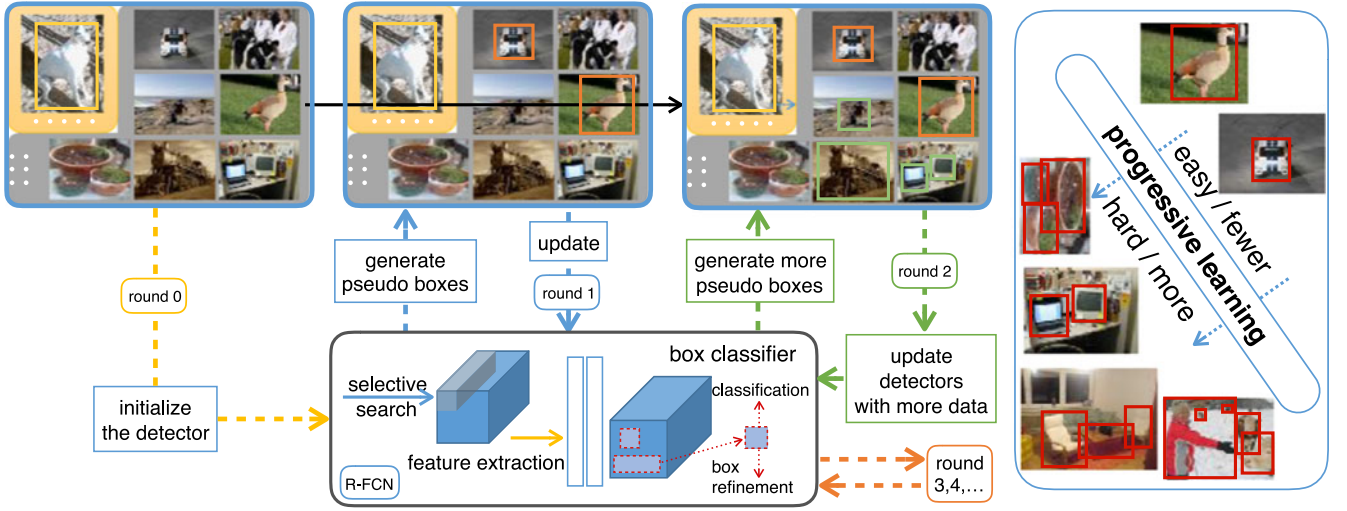 round 0
initialize
the detector
generate
pseudo boxes
update
round 1
generate more
pseudo boxes
round 2
update
detectors
with more data
box classifier
selective
search
feature extraction
classification
box
refinement
R-FCN
round
3,4,...
progressive learning
easy / fewer
hard / more